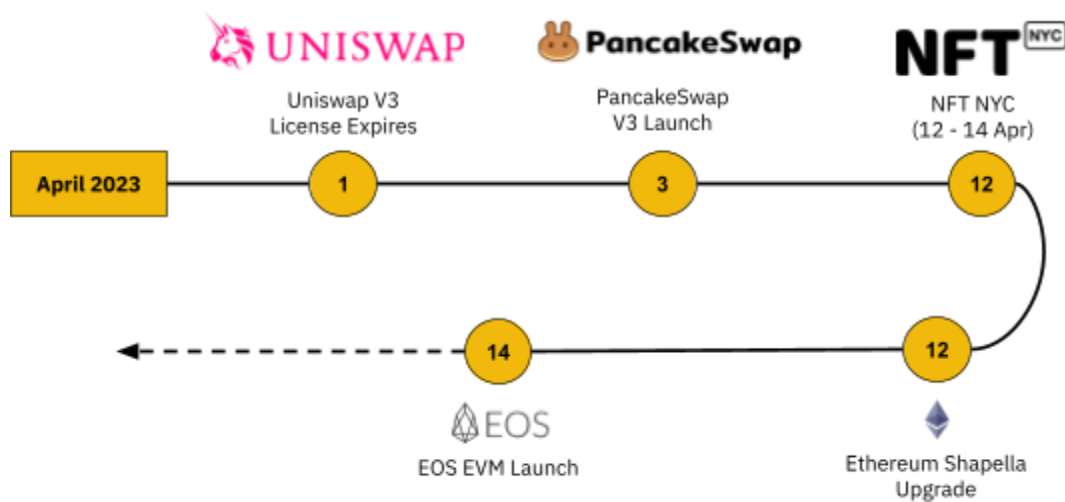 UNISWAP
Uniswap V3
License Expires
PancakeSwap
PancakeSwap
V3 Launch
NFT NYC
NFT NYC
(12 - 14 Apr)
April 2023
1
3
12
14
12
EOS
EOS EVM Launch
Ethereum Shapella
Upgrade